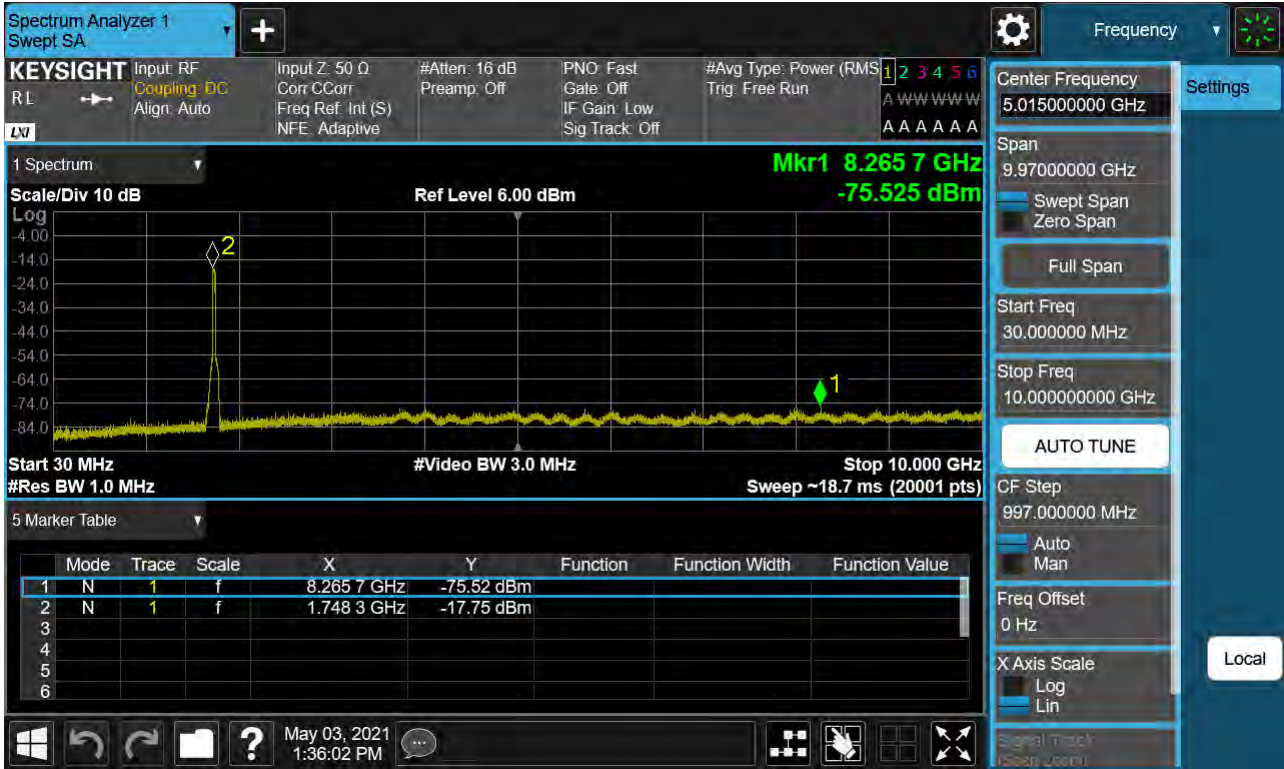 Spectrum Analyzer 1
Swept SA
+
Frequency
KEYSIGHT
RL
LXI
Input: RF
Coupling: DC
Align: Auto
Input Z: 50 Ω
Corr CCorr
Freq Ref: Int (S)
NFE: Adaptive
#Atten: 16 dB
Preamp: Off
PNO: Fast
Gate: Off
IF Gain: Low
Sig Track: Off
#Avg Type: Power (RMS
Trig: Free Run
1 2 3 4 5 6
A W W W W W
A A A A A A
1 Spectrum
Mkr1 8.265 7 GHz
Scale/Div 10 dB
Ref Level 6.00 dBm
-75.525 dBm
Log
-4.00
-14.0
-24.0
-34.0
-44.0
-54.0
-64.0
-74.0
-84.0
2
1
Start 30 MHz
#Video BW 3.0 MHz
Stop 10.000 GHz
#Res BW 1.0 MHz
Sweep ~18.7 ms (20001 pts)
5 Marker Table
Mode Trace Scale X Y Function Function Width Function Value
1 N 1 f 8.265 7 GHz -75.52 dBm
2 N 1 f 1.748 3 GHz -17.75 dBm
3
4
5
6
?
May 03, 2021
1:36:02 PM
Center Frequency
5.015000000 GHz
Span
9.97000000 GHz
Swept Span
Zero Span
Full Span
Start Freq
30.000000 MHz
Stop Freq
10.000000000 GHz
AUTO TUNE
CF Step
997.000000 MHz
Auto
Man
Freq Offset
0 Hz
X Axis Scale
Log
Lin
Signal Track
(Span Zoom)
Settings
Local